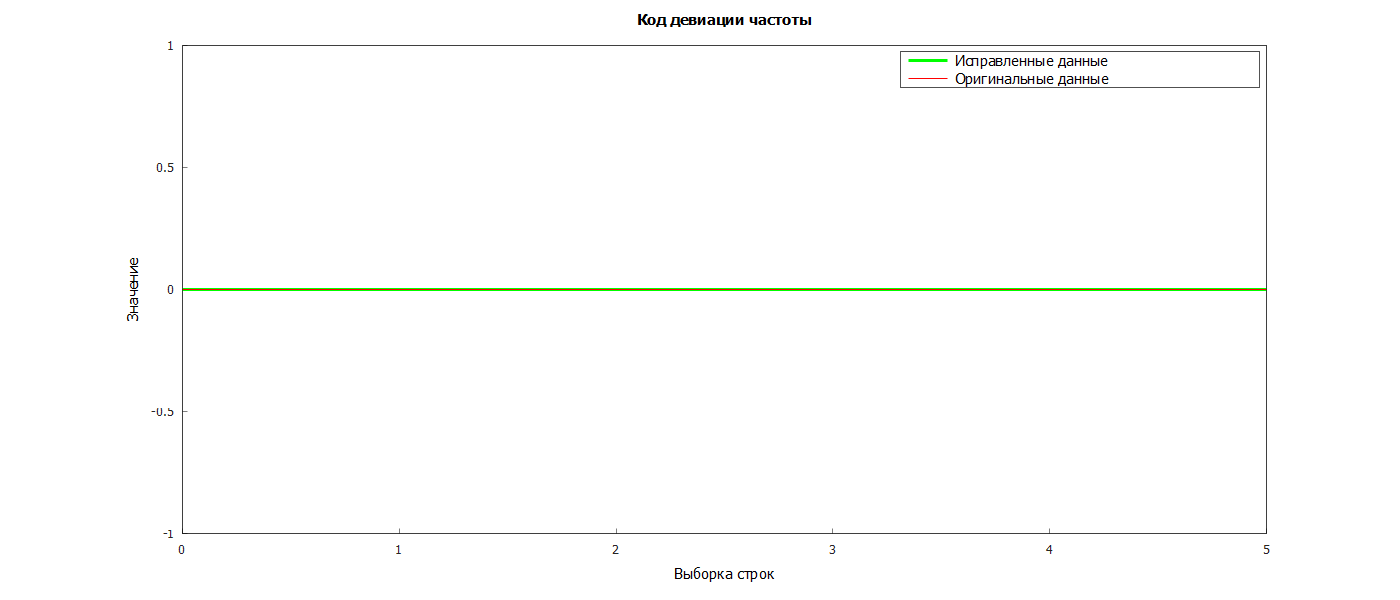 Код девиации частоты
Исправленные данные
Оригинальные данные
1
0.5
0
-0.5
-1
Значение
0 1 2 3 4 5
Выборка строк